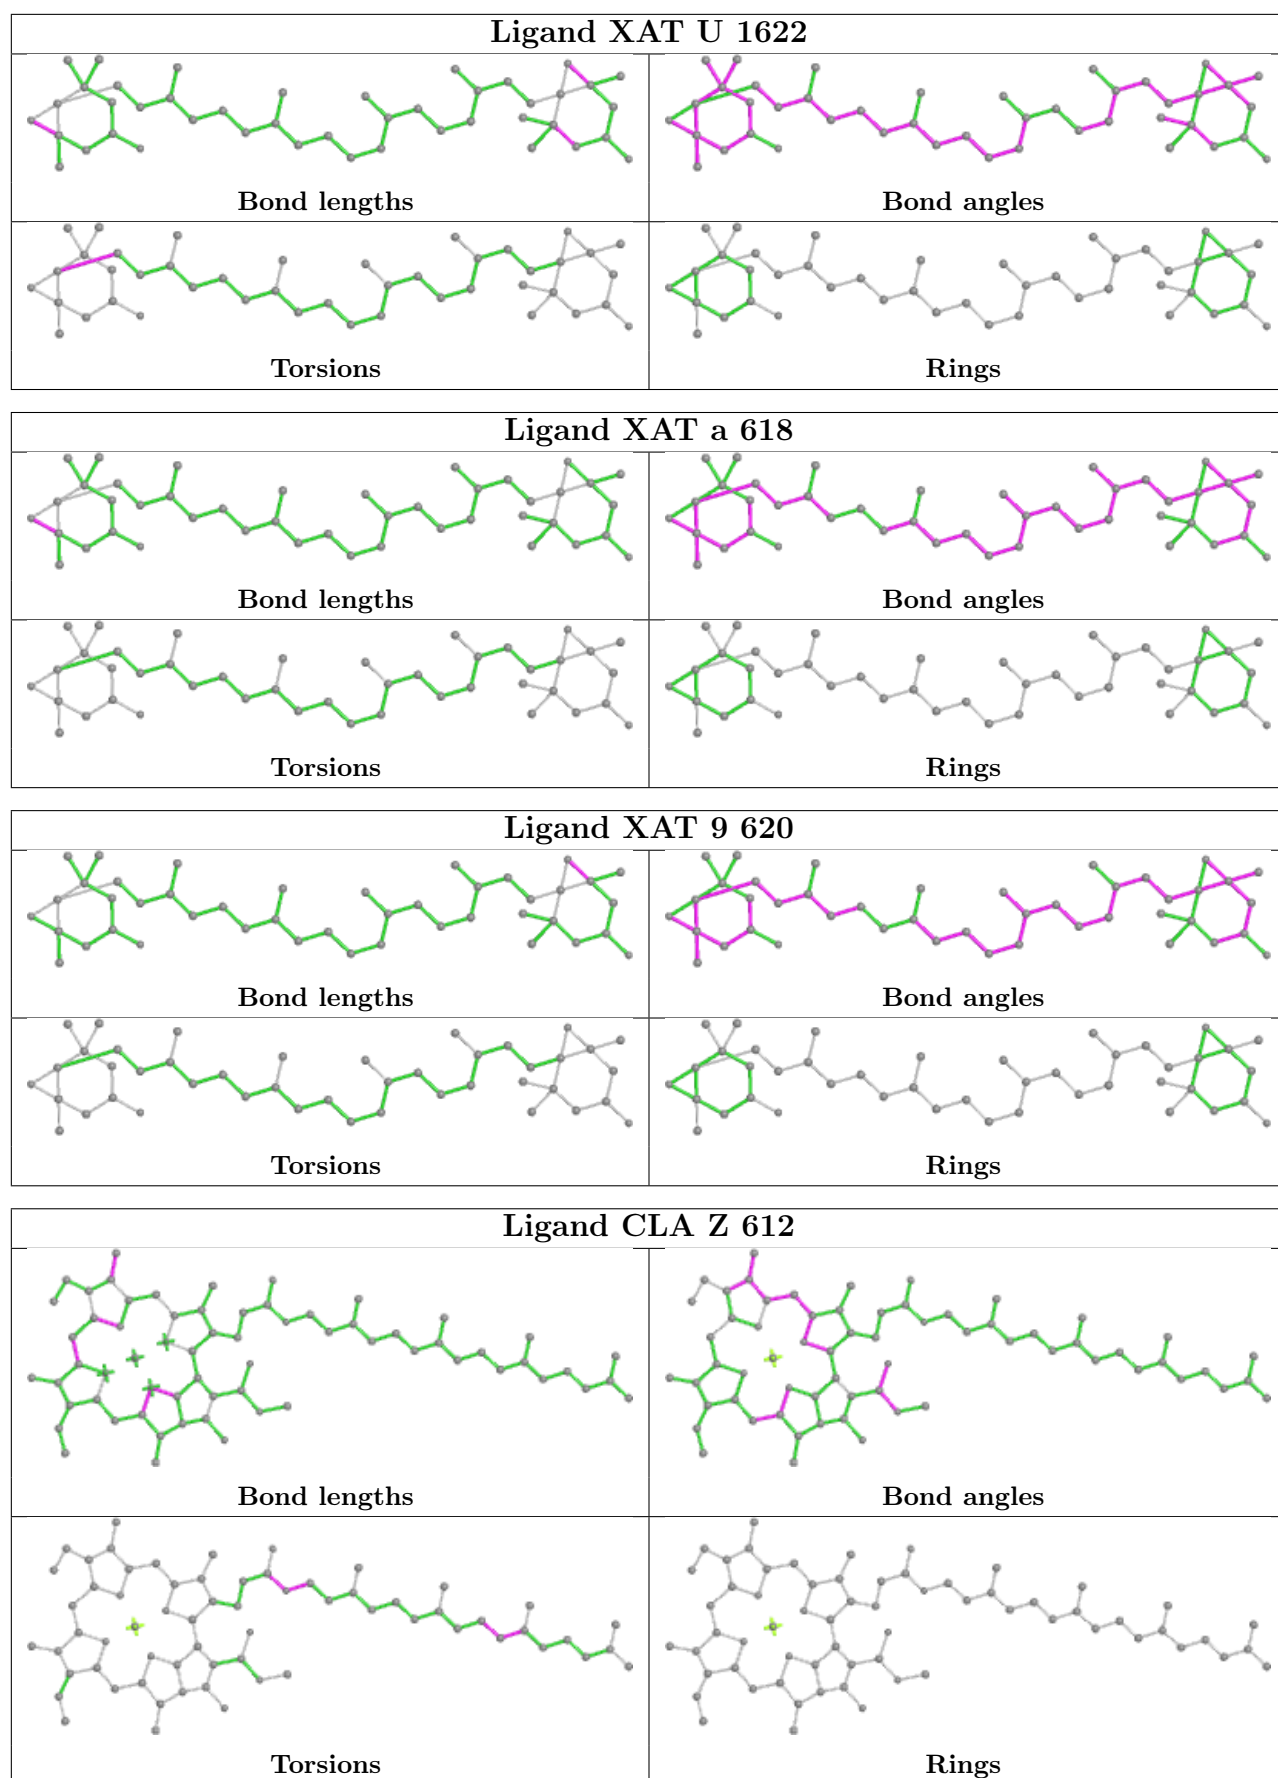 Ligand XAT U 1622
Bond lengths
Bond angles
Torsions
Rings
Ligand XAT a 618
Bond lengths
Bond angles
Torsions
Rings
Ligand XAT 9 620
Bond lengths
Bond angles
Torsions
Rings
Ligand CLA Z 612
Bond lengths
Bond angles
Torsions
Rings